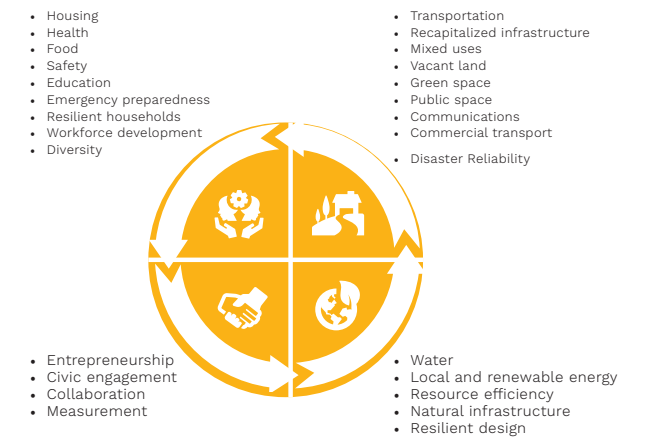 Housing
Health
Food
Safety
Education
Emergency preparedness
Resilient households
Workforce development
Diversity
Transportation
Recapitalized infrastructure
Mixed uses
Vacant land
Green space
Public space
Communications
Commercial transport
Disaster Reliability
Entrepreneurship
Civic engagement
Collaboration
Measurement
Water
Local and renewable energy
Resource efficiency
Natural infrastructure
Resilient design